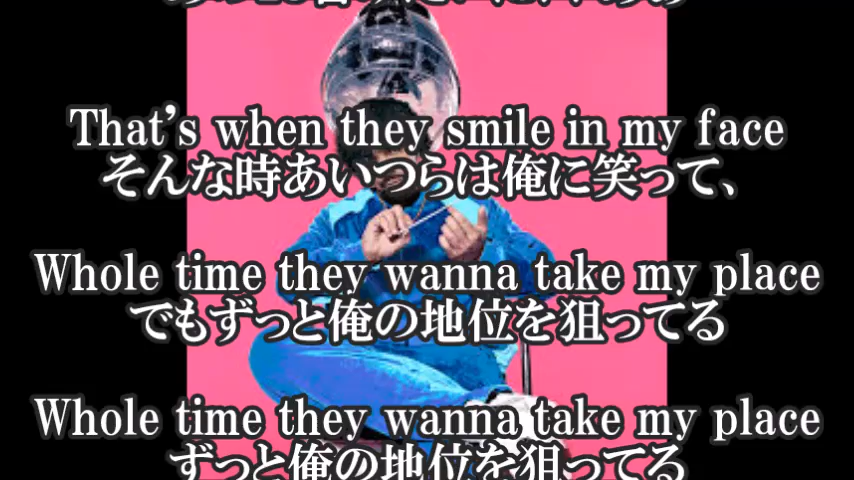 That's when they smile in my face
そんな時あいつらは俺に笑って、
Whole time they wanna take my place
でもずっと俺の地位を狙ってる
Whole time they wanna take my place
ずっと俺の地位を狙ってる